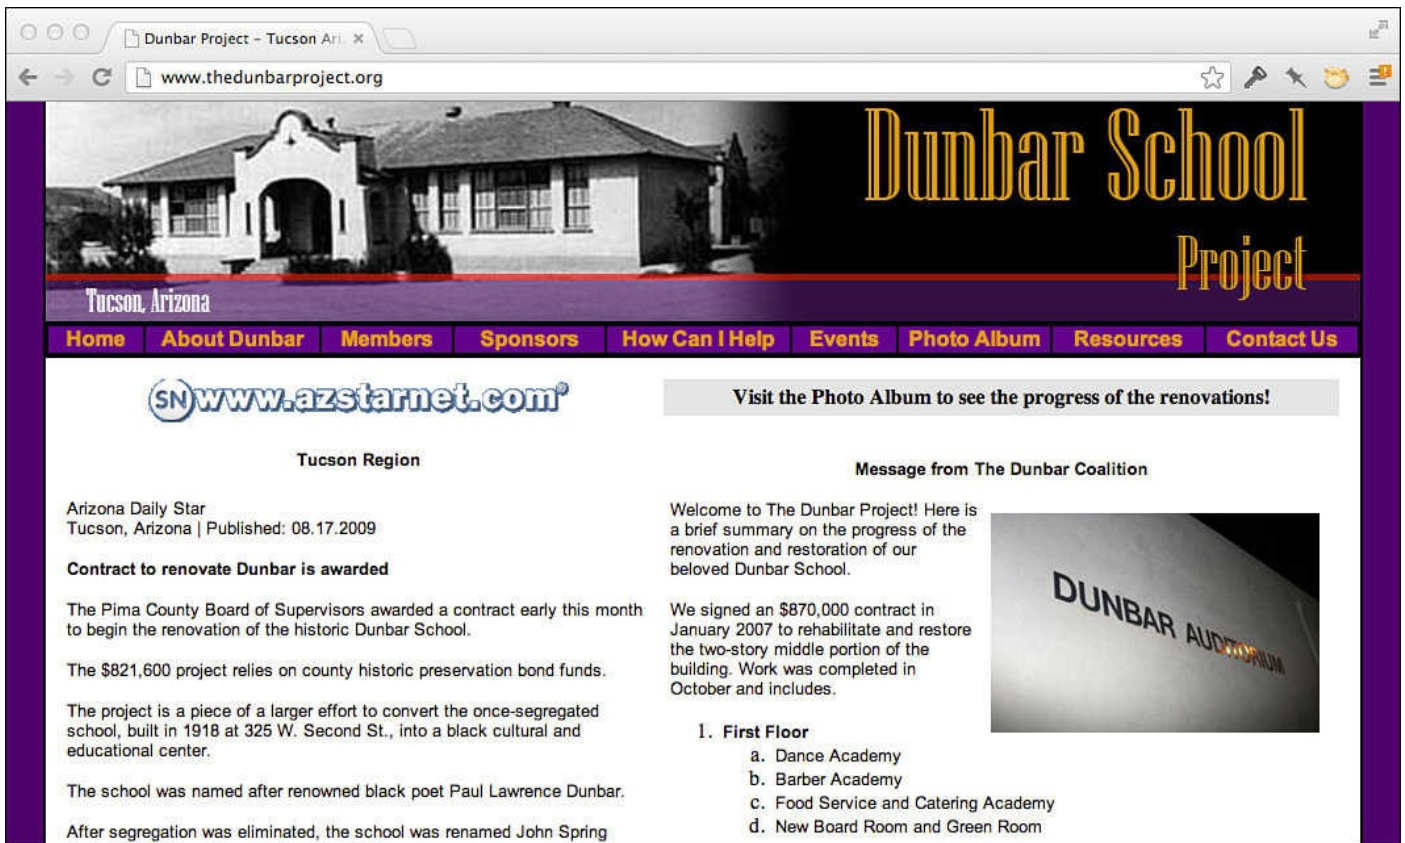 Dunbar Project – Tucson Ari
www.thedunbarproject.org
Dunbar School
Project
Tucson, Arizona
Home About Dunbar Members Sponsors How Can I Help Events Photo Album Resources Contact Us
SN www.azstarnet.com®
Tucson Region
Arizona Daily Star
Tucson, Arizona | Published: 08.17.2009
Contract to renovate Dunbar is awarded
The Pima County Board of Supervisors awarded a contract early this month
to begin the renovation of the historic Dunbar School.
The $821,600 project relies on county historic preservation bond funds.
The project is a piece of a larger effort to convert the once-segregated
school, built in 1918 at 325 W. Second St., into a black cultural and
educational center.
The school was named after renowned black poet Paul Lawrence Dunbar.
After segregation was eliminated, the school was renamed John Spring
Visit the Photo Album to see the progress of the renovations!
Message from The Dunbar Coalition
Welcome to The Dunbar Project! Here is
a brief summary on the progress of the
renovation and restoration of our
beloved Dunbar School.
We signed an $870,000 contract in
January 2007 to rehabilitate and restore
the two-story middle portion of the
building. Work was completed in
October and includes.
DUNBAR AUDITORIUM
1. First Floor
a. Dance Academy
b. Barber Academy
c. Food Service and Catering Academy
d. New Board Room and Green Room